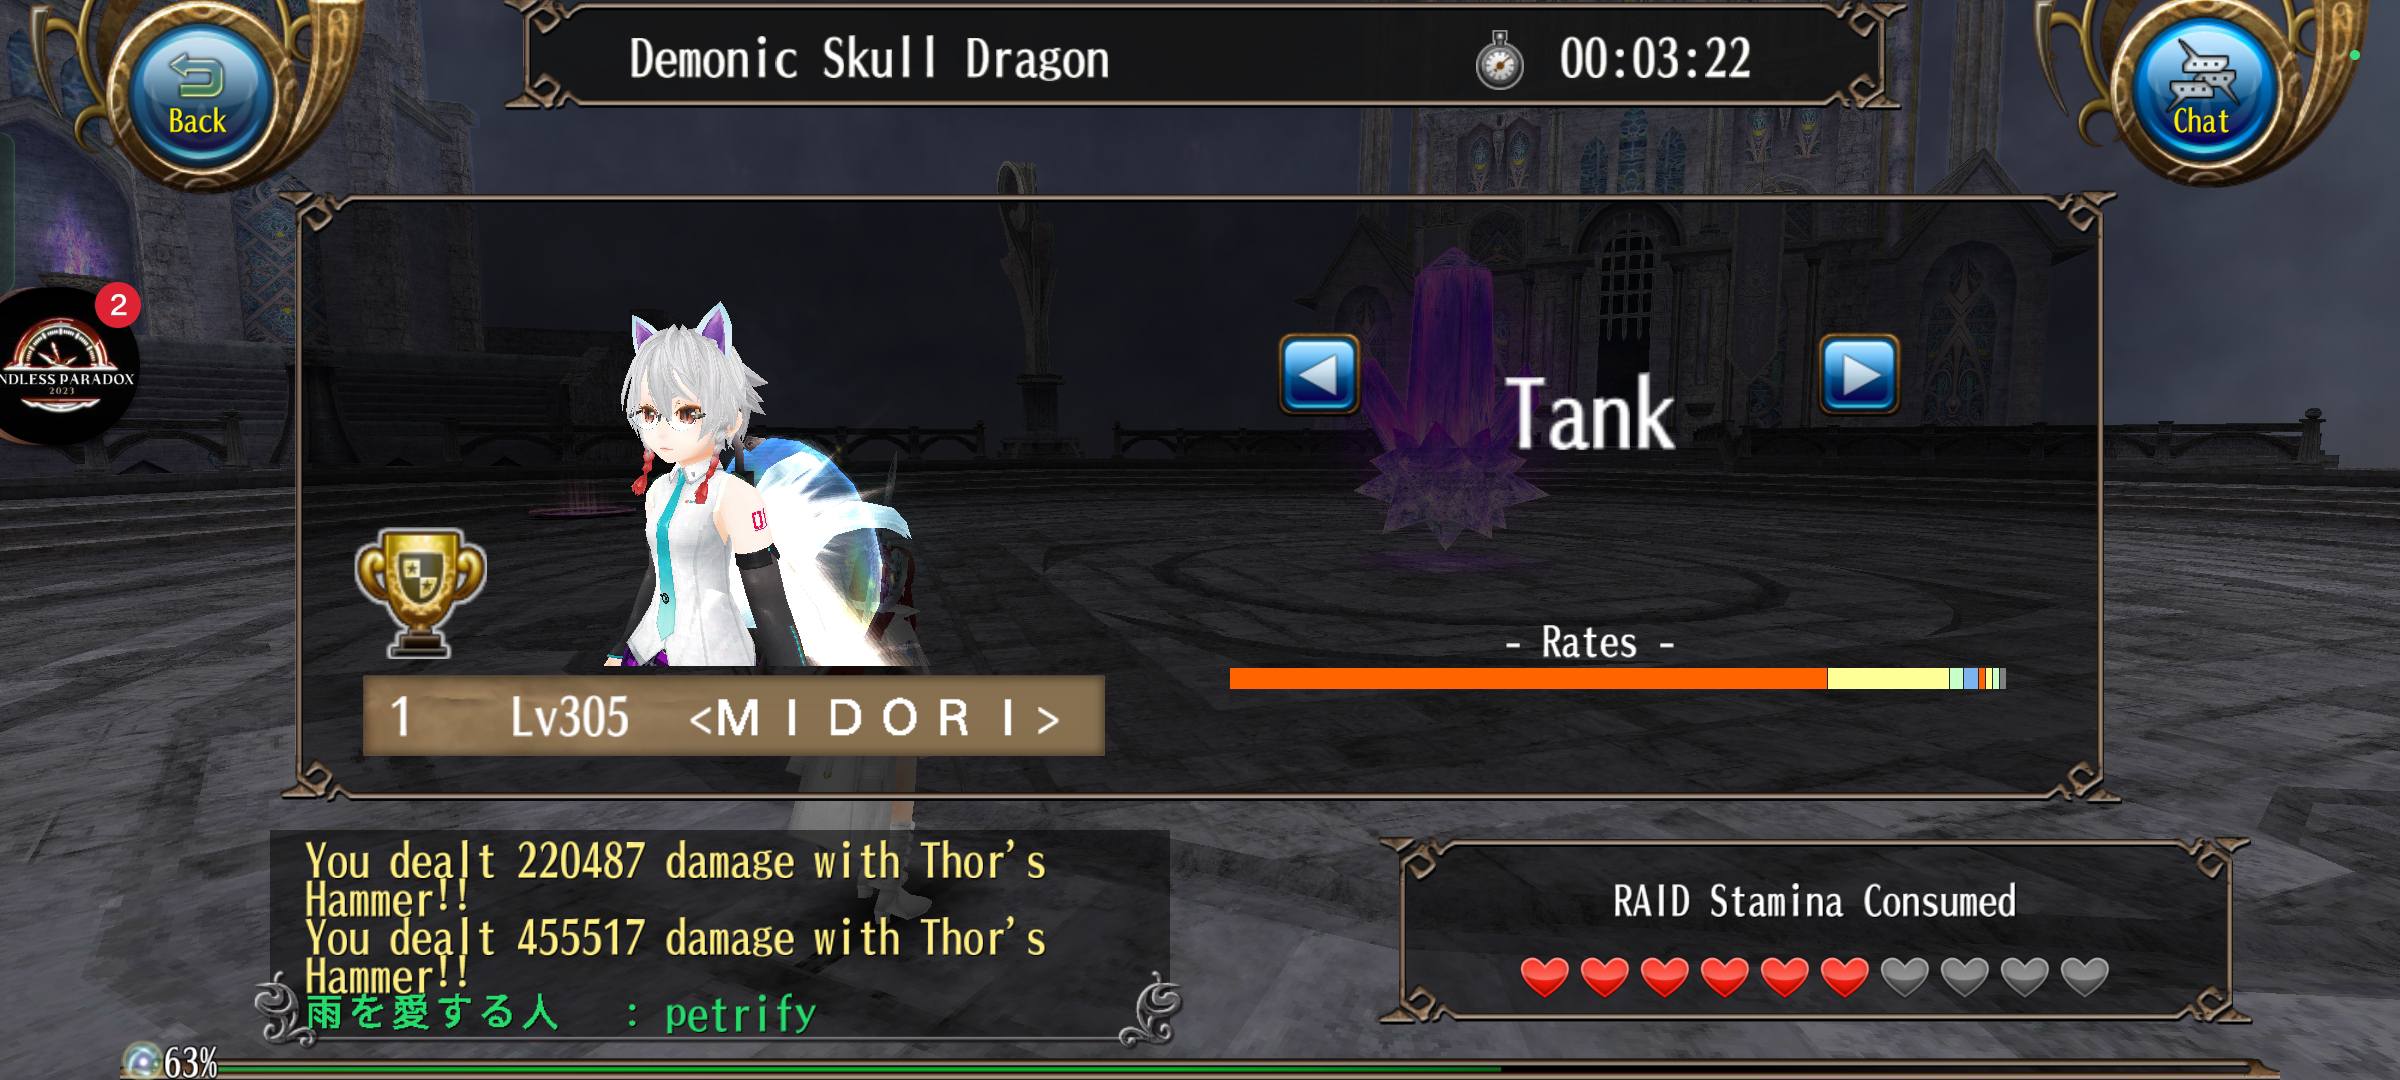 Back
Demonic Skull Dragon
00:03:22
Chat
2
NDLESS PARADOX
2023
Tank
- Rates -
1 Lv305 <ＭＩＤＯＲＩ>
You dealt 220487 damage with Thor's
Hammer!!
You dealt 455517 damage with Thor's
Hammer!!
雨を愛する人 : petrify
RAID Stamina Consumed
63%